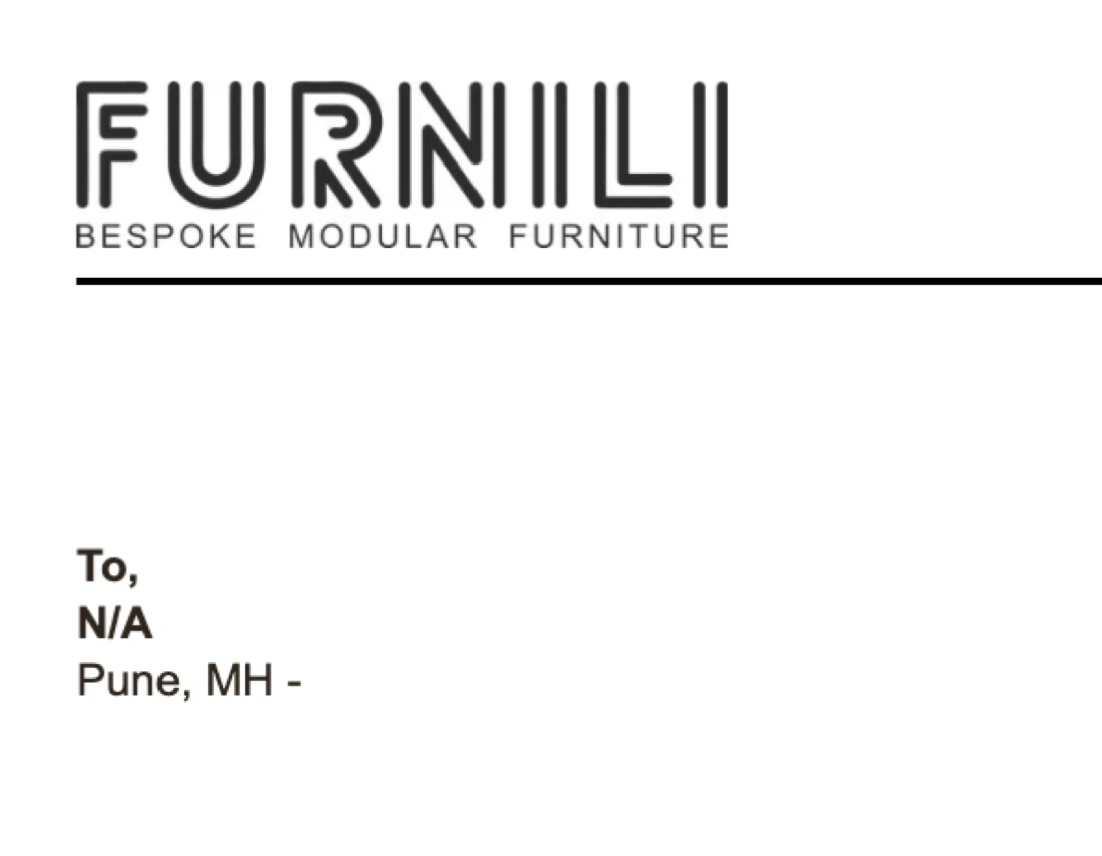 FURNILI
BESPOKE MODULAR FURNITURE
To,
N/A
Pune, MH -